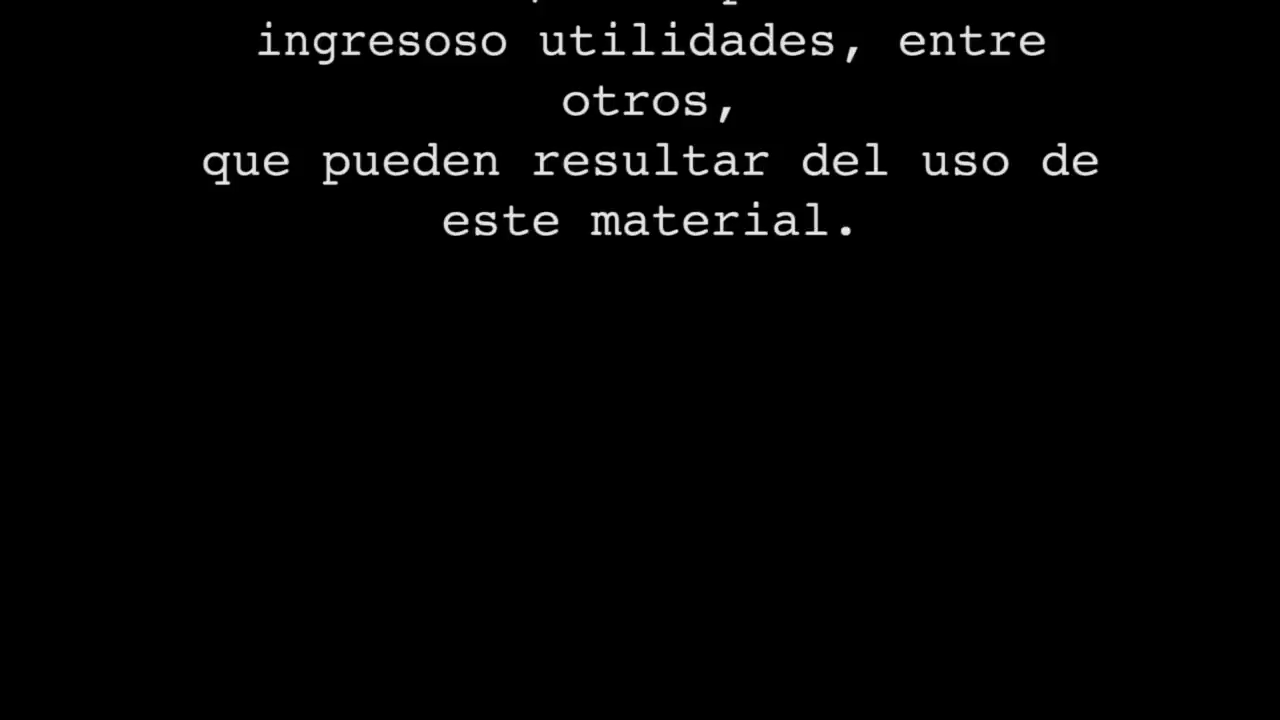 ingresoso utilidades, entre
otros,
que pueden resultar del uso de
este material.